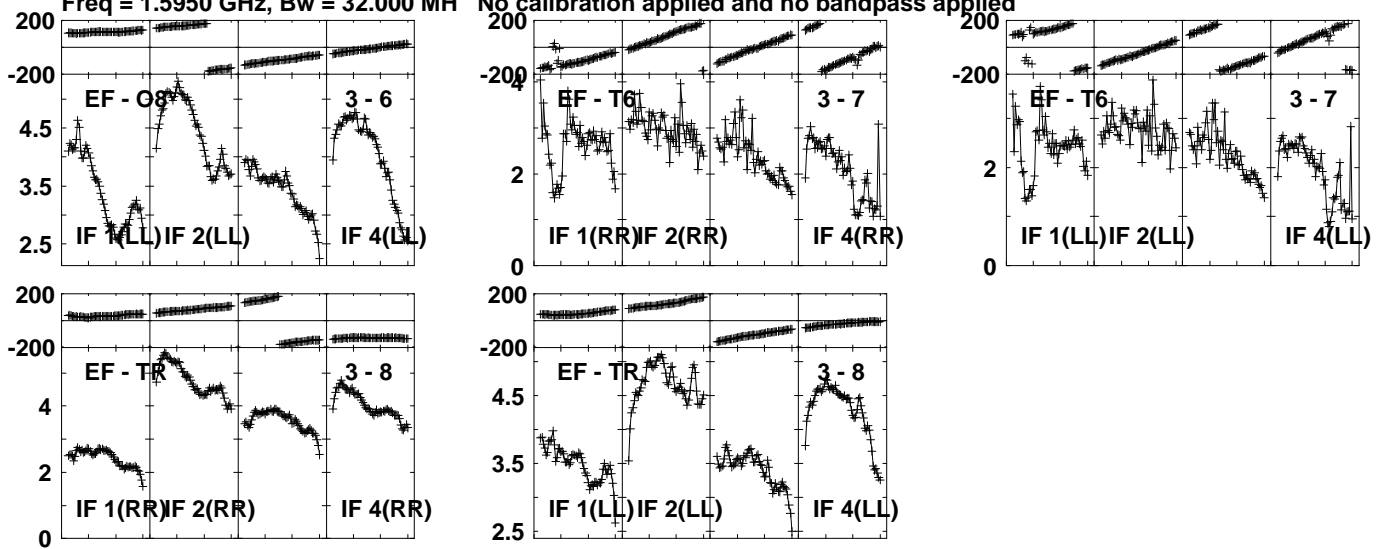 Freq = 1.5950 GHz, Bw = 32.000 MH No calibration applied and no bandpass applied
200
-200
EF - O8
3 - 6
4.5
3.5
2.5
IF 1(LL)
IF 2(LL)
IF 4(LL)
200
-200
4
EF - T6
3 - 7
2
0
IF 1(RR)
IF 2(RR)
IF 4(RR)
200
-200
EF - T6
3 - 7
2
0
IF 1(LL)
IF 2(LL)
IF 4(LL)
200
-200
EF - TR
3 - 8
4
2
0
IF 1(RR)
IF 2(RR)
IF 4(RR)
200
-200
EF - TR
3 - 8
4.5
3.5
2.5
IF 1(LL)
IF 2(LL)
IF 4(LL)